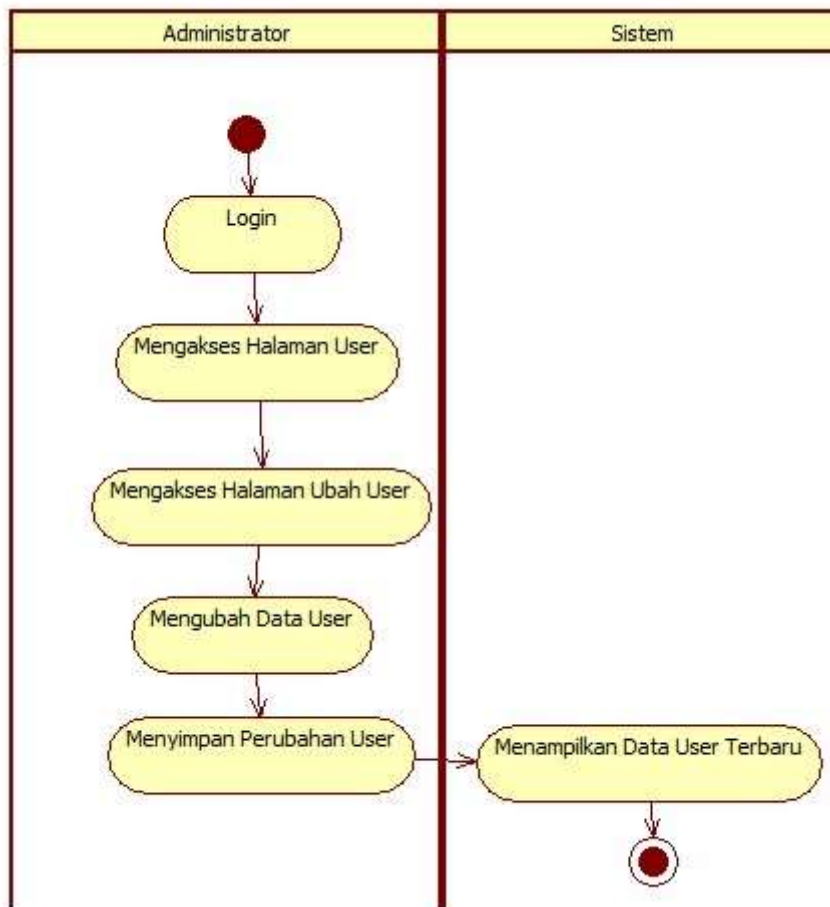 Administrator
Sistem
Login
Mengakses Halaman User
Mengakses Halaman Ubah User
Mengubah Data User
Menyimpan Perubahan User
Menampilkan Data User Terbaru